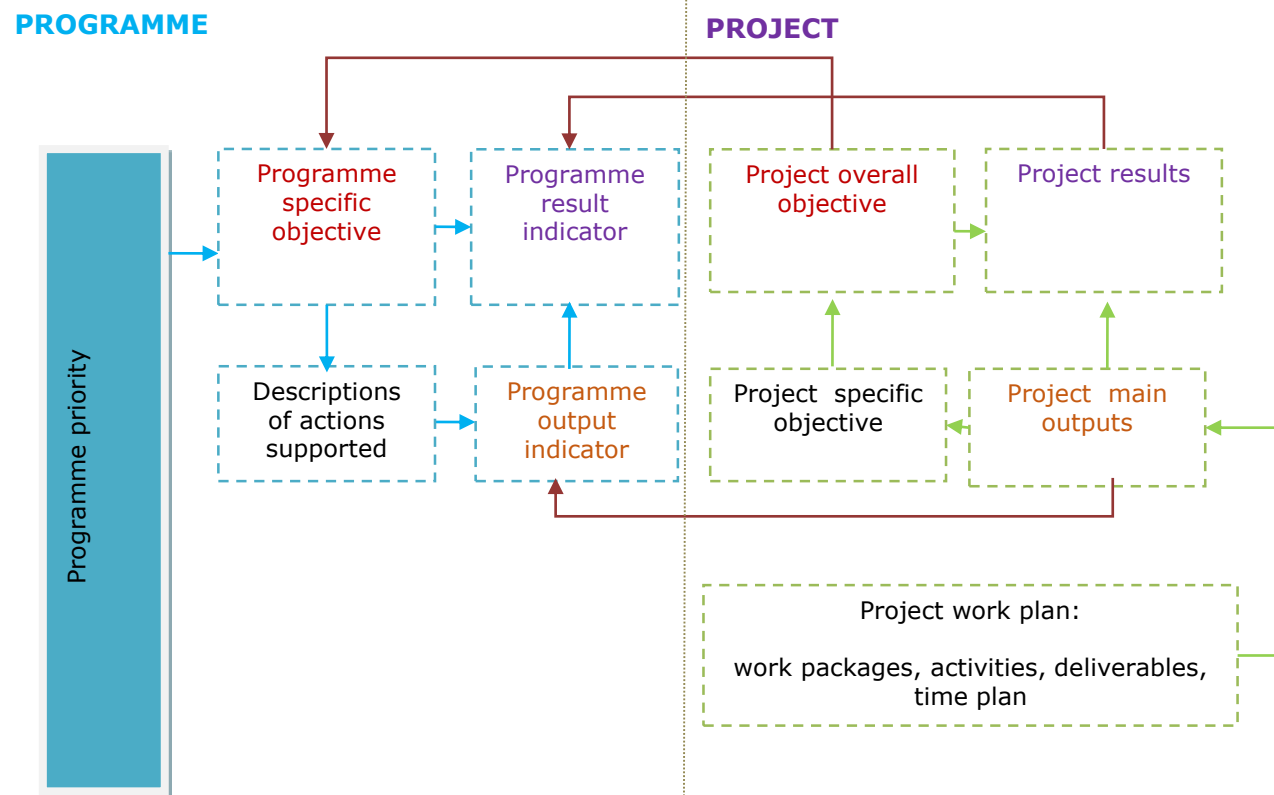 PROGRAMME
PROJECT
Programme priority
Programme
specific
objective
Programme
result
indicator
Project overall
objective
Project results
Descriptions
of actions
supported
Programme
output
indicator
Project  specific
objective
Project  main
outputs
Project work plan:
work packages, activities, deliverables,
time plan